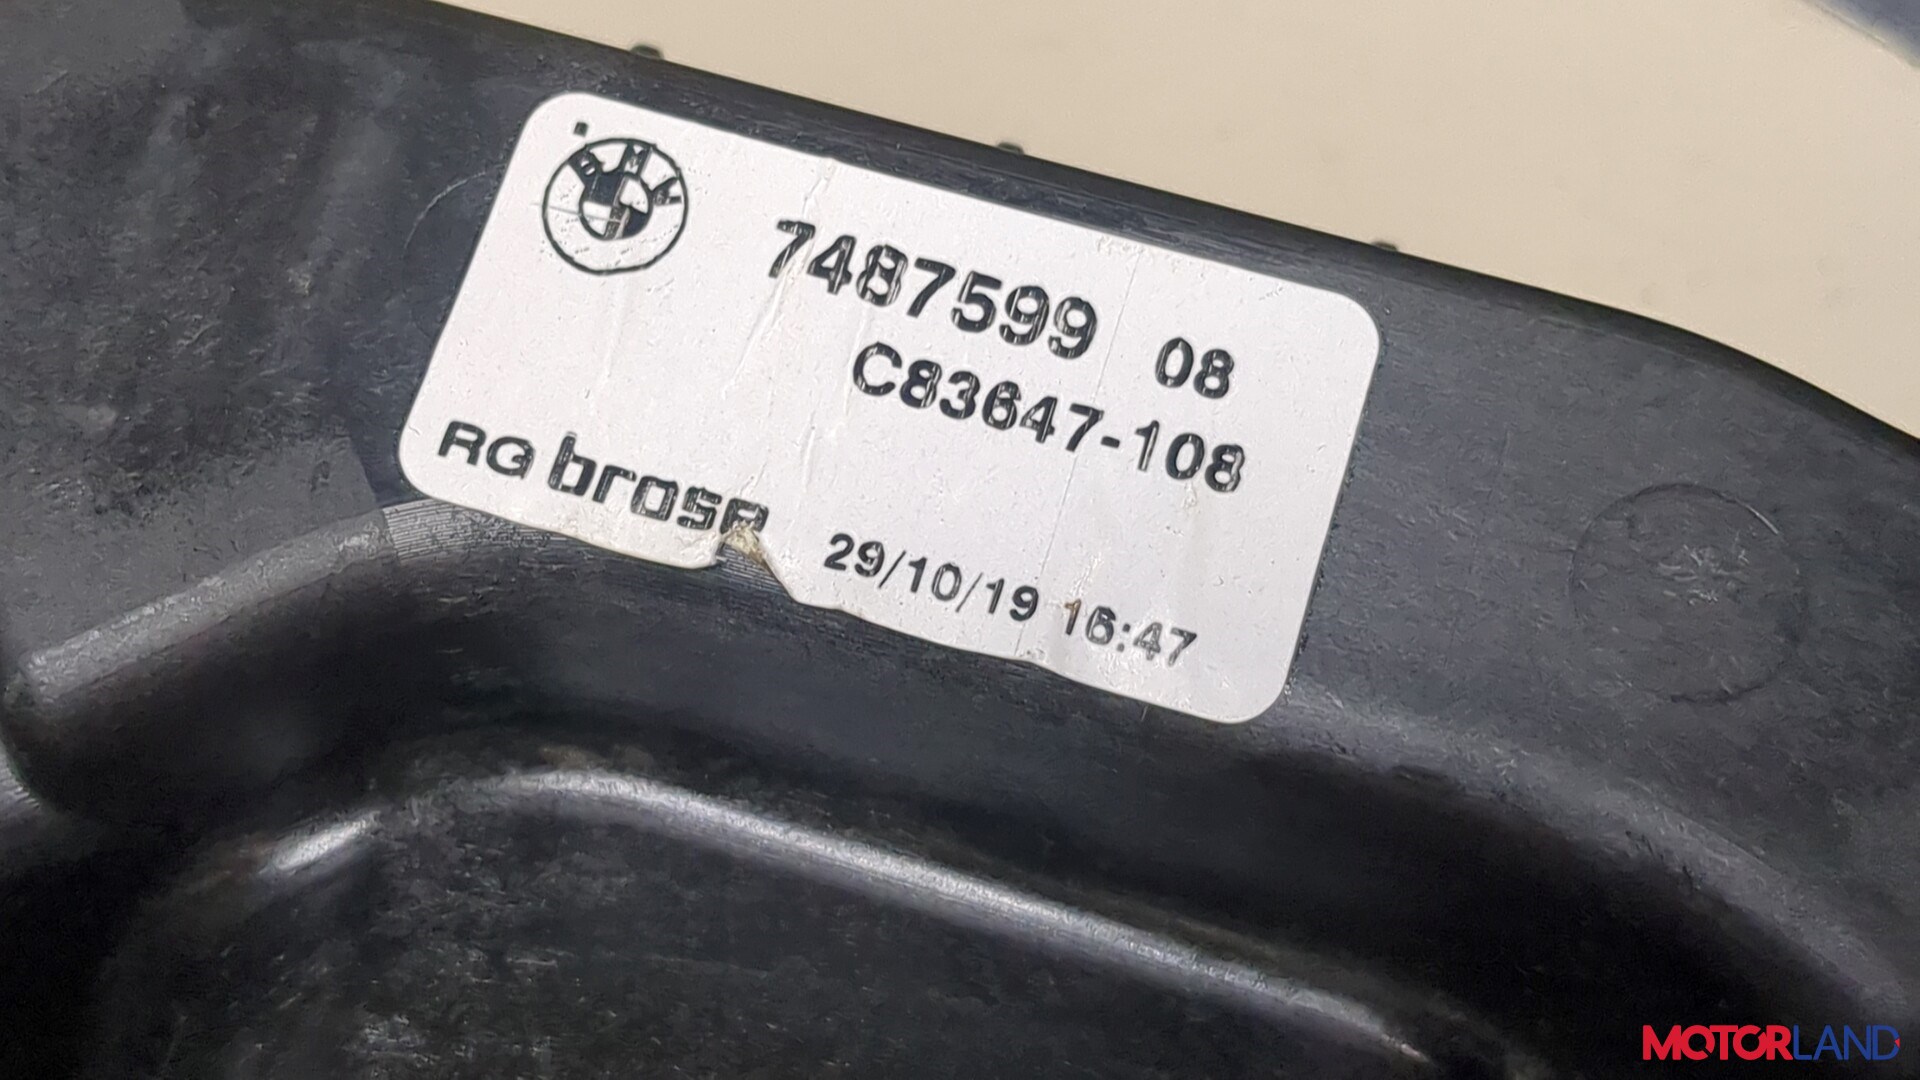 BMW
7487599 08
C83647-108
RG brose
29/10/19 16:47
MOTORLAND